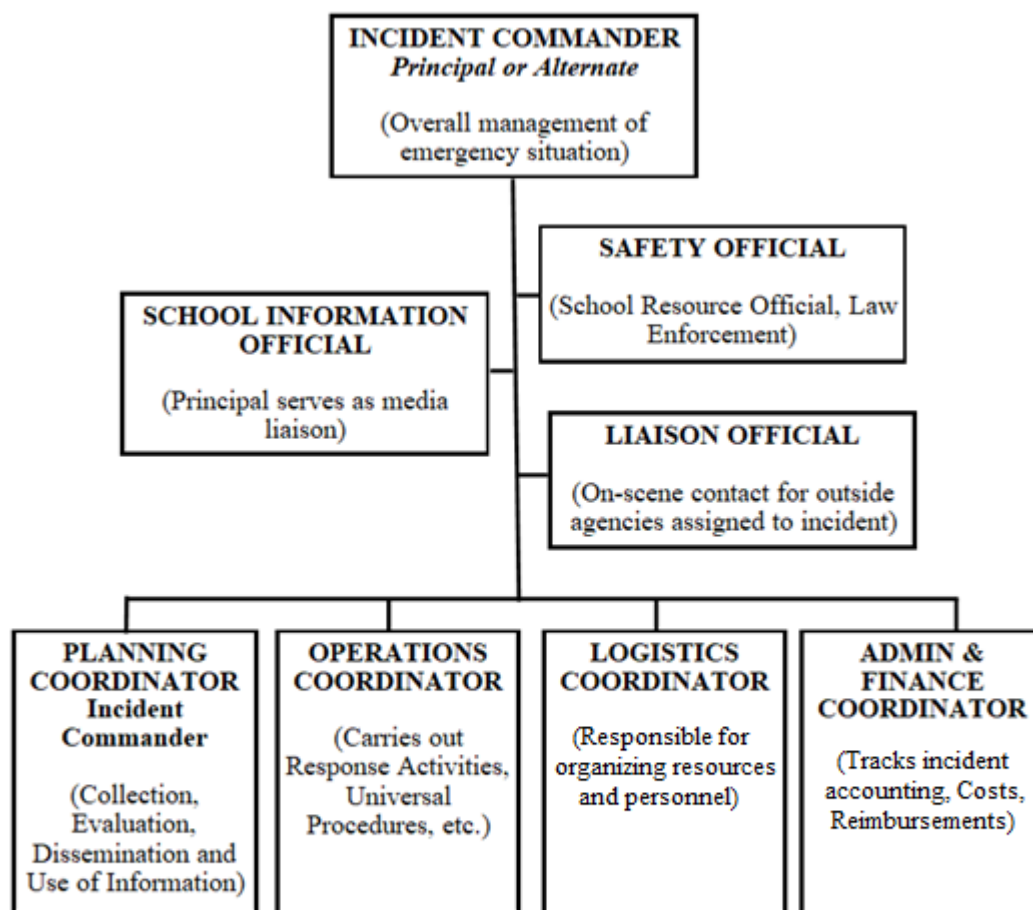 INCIDENT COMMANDER
Principal or Alternate
(Overall management of
emergency situation)
SAFETY OFFICIAL
(School Resource Official, Law
Enforcement)
SCHOOL INFORMATION
OFFICIAL
(Principal serves as media
liaison)
LIAISON OFFICIAL
(On-scene contact for outside
agencies assigned to incident)
PLANNING
COORDINATOR
Incident
Commander
(Collection,
Evaluation,
Dissemination and
Use of Information)
OPERATIONS
COORDINATOR
(Carries out
Response Activities,
Universal
Procedures, etc.)
LOGISTICS
COORDINATOR
(Responsible for
organizing resources
and personnel)
ADMIN &
FINANCE
COORDINATOR
(Tracks incident
accounting, Costs,
Reimbursements)